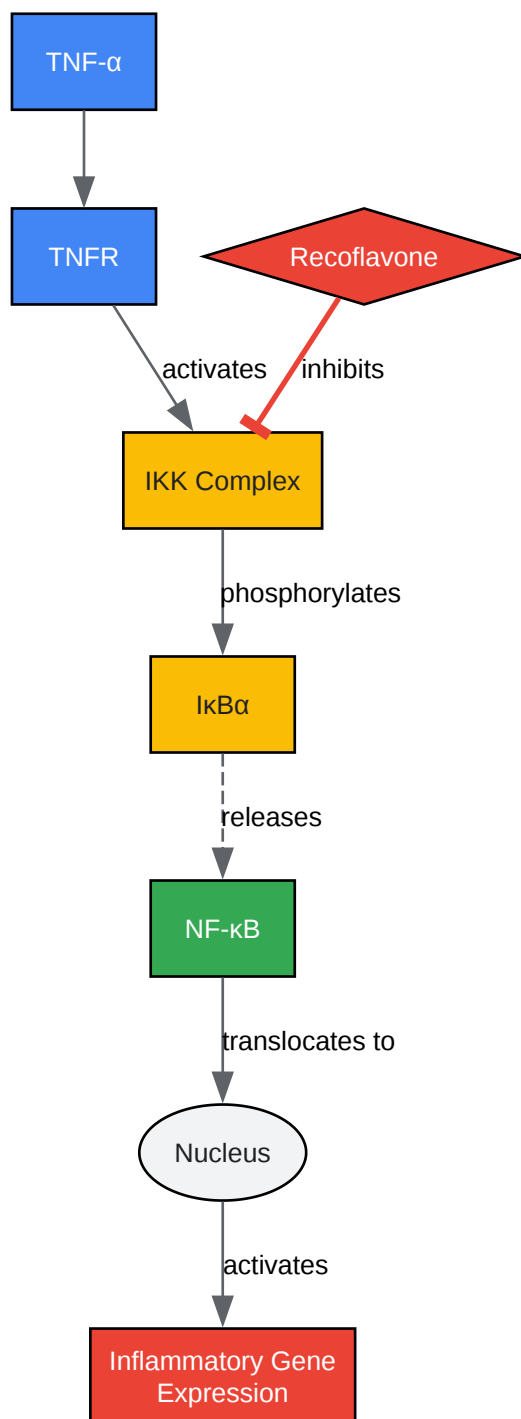 TNF-α
TNFR
Recoflavone
activates
inhibits
IKK Complex
phosphorylates
IκBα
releases
NF-κB
translocates to
Nucleus
activates
Inflammatory Gene
Expression